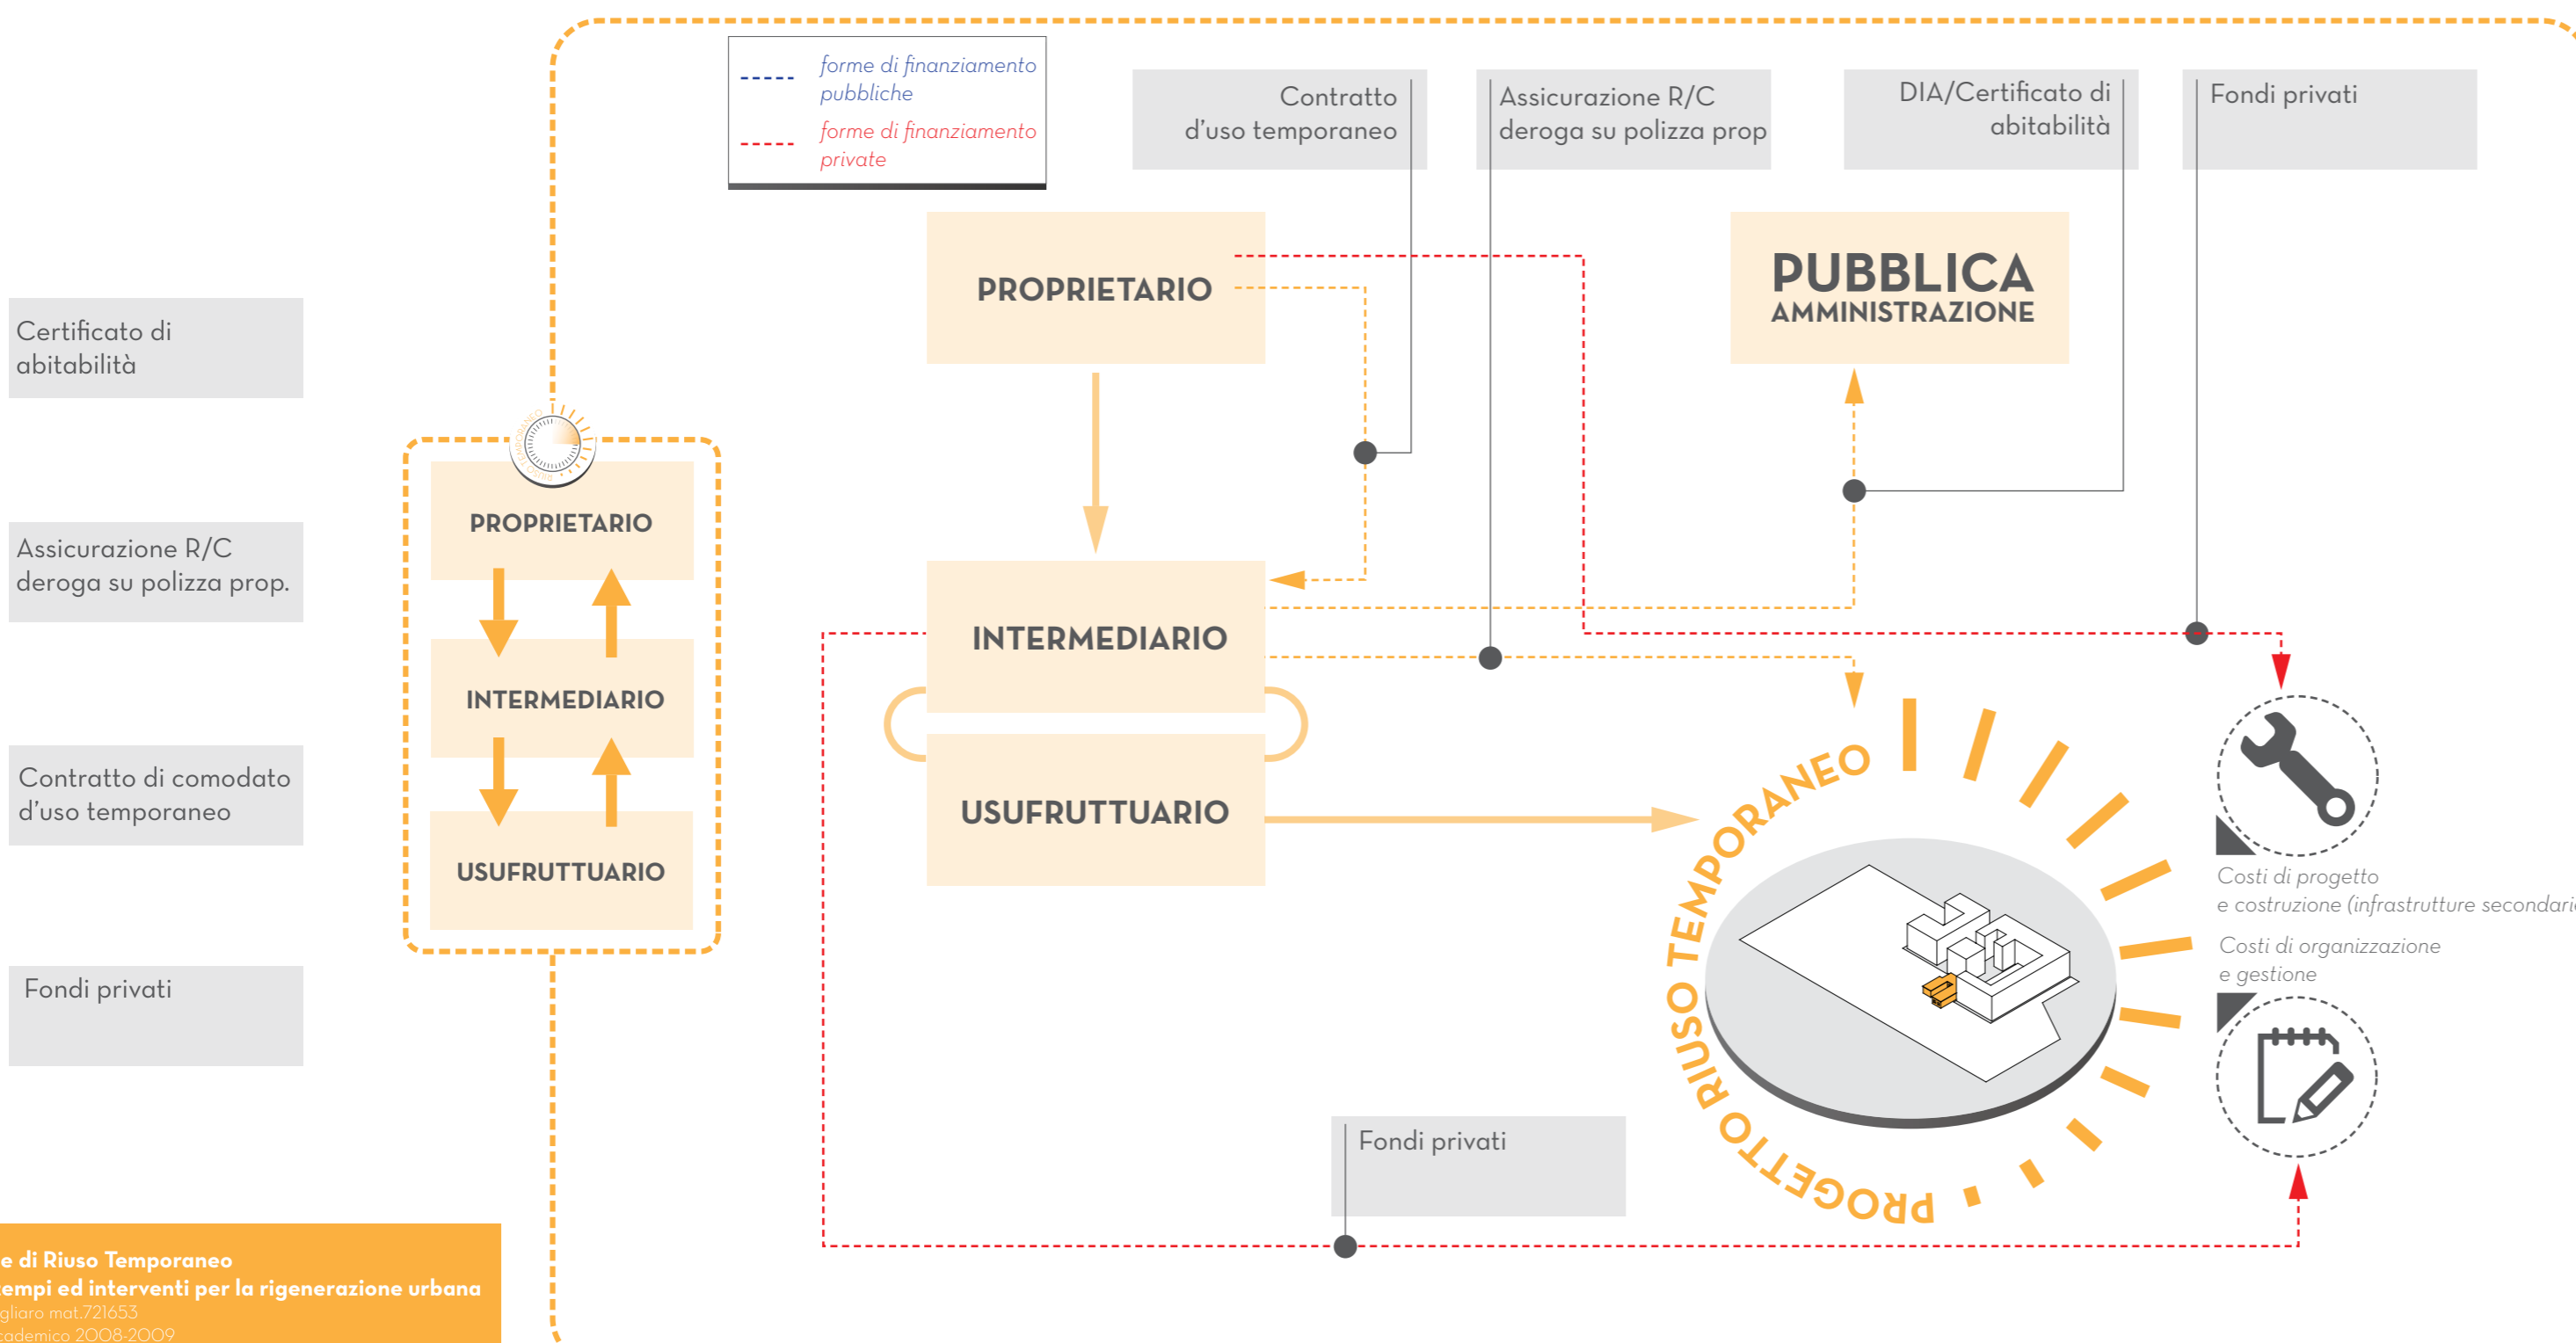 forme di finanziamento
pubbliche
forme di finanziamento
private
Contratto
d'uso temporaneo
Assicurazione R/C
deroga su polizza prop
DIA/Certificato di
abitabilità
Fondi privati
PROPRIETARIO
PUBBLICA
AMMINISTRAZIONE
Certificato di
abitabilità
Assicurazione R/C
deroga su polizza prop.
Contratto di comodato
d'uso temporaneo
Fondi privati
RIUSO TEMPORANEO
PROPRIETARIO
INTERMEDIARIO
USUFRUTTUARIO
INTERMEDIARIO
USUFRUTTUARIO
PROGETTO RIUSO TEMPORANEO
Costi di progetto
e costruzione (infrastrutture secondari
Costi di organizzazione
e gestione
Fondi privati
e di Riuso Temporaneo
tempi ed interventi per la rigenerazione urbana
gliaro mat.721653
cademico 2008-2009